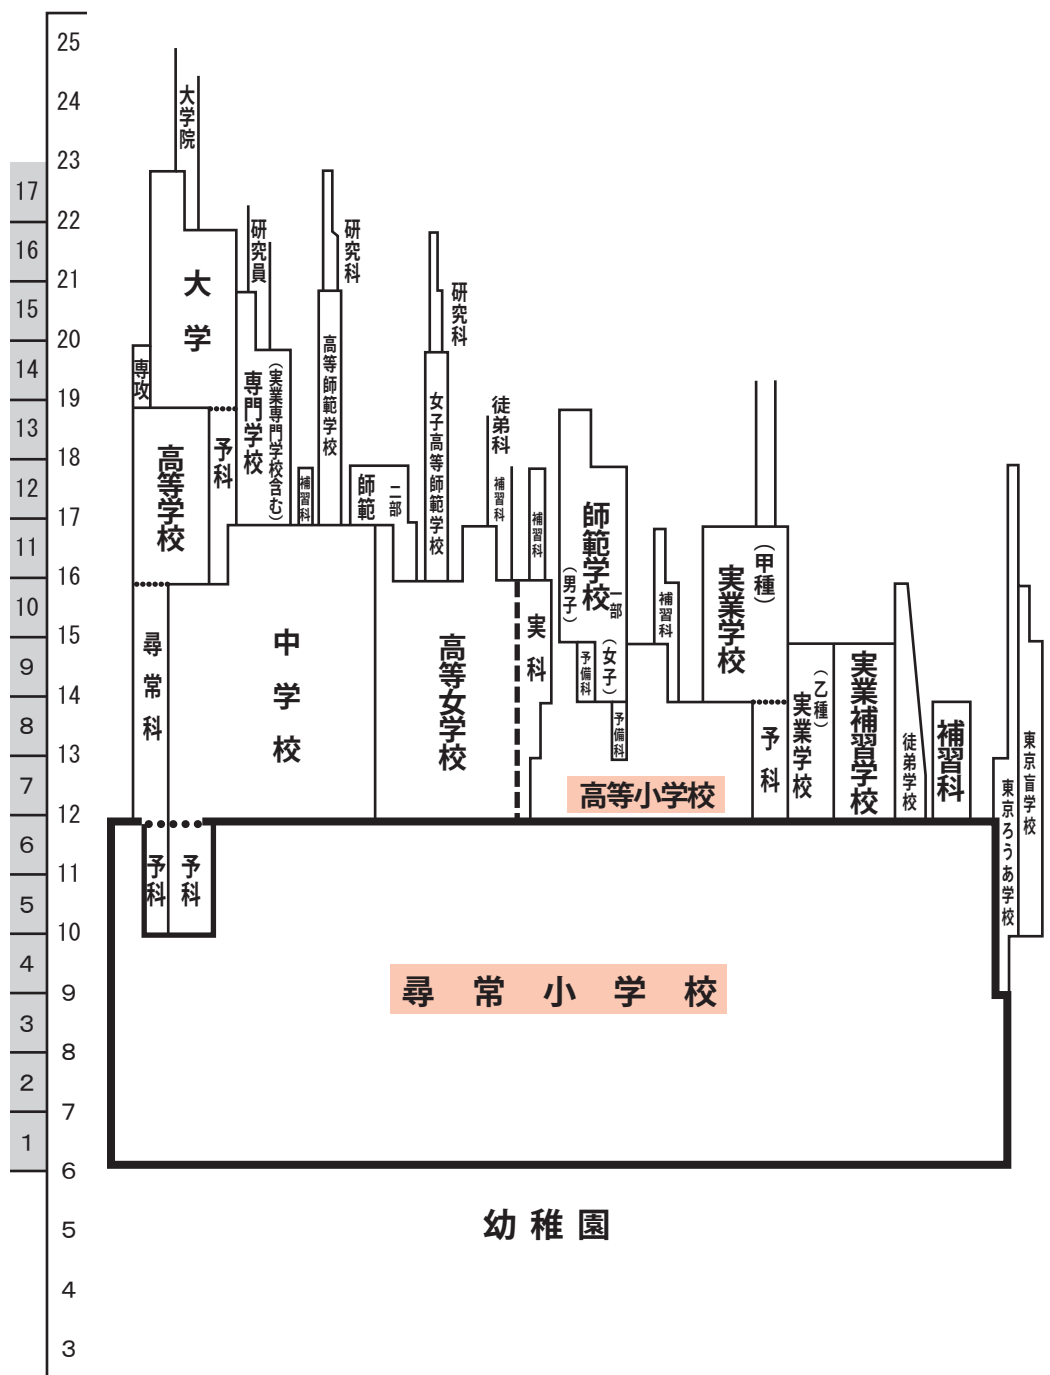 25
24
23
22
21
20
19
18
17
16
15
14
13
12
11
10
9
8
7
6
5
4
3
17
16
15
14
13
12
11
10
9
8
7
6
5
4
3
2
1
大学院
大学
専攻
高等学校
予科
尋常科
予科
予科
研究員
専門学校
(実業専門学校含む)
補習科
研究科
高等師範学校
師範
二部
中学校
研究科
女子高等師範学校
高等女学校
徒弟科
補習科
補習科
実科
師範学校
一部
(男子)
(女子)
予備科
予備科
補習科
高等小学校
実業学校
(甲種)
予科
実業学校
(乙種)
実業補習学校
徒弟学校
補習科
東京ろうあ学校
東京盲学校
尋常小学校
幼稚園